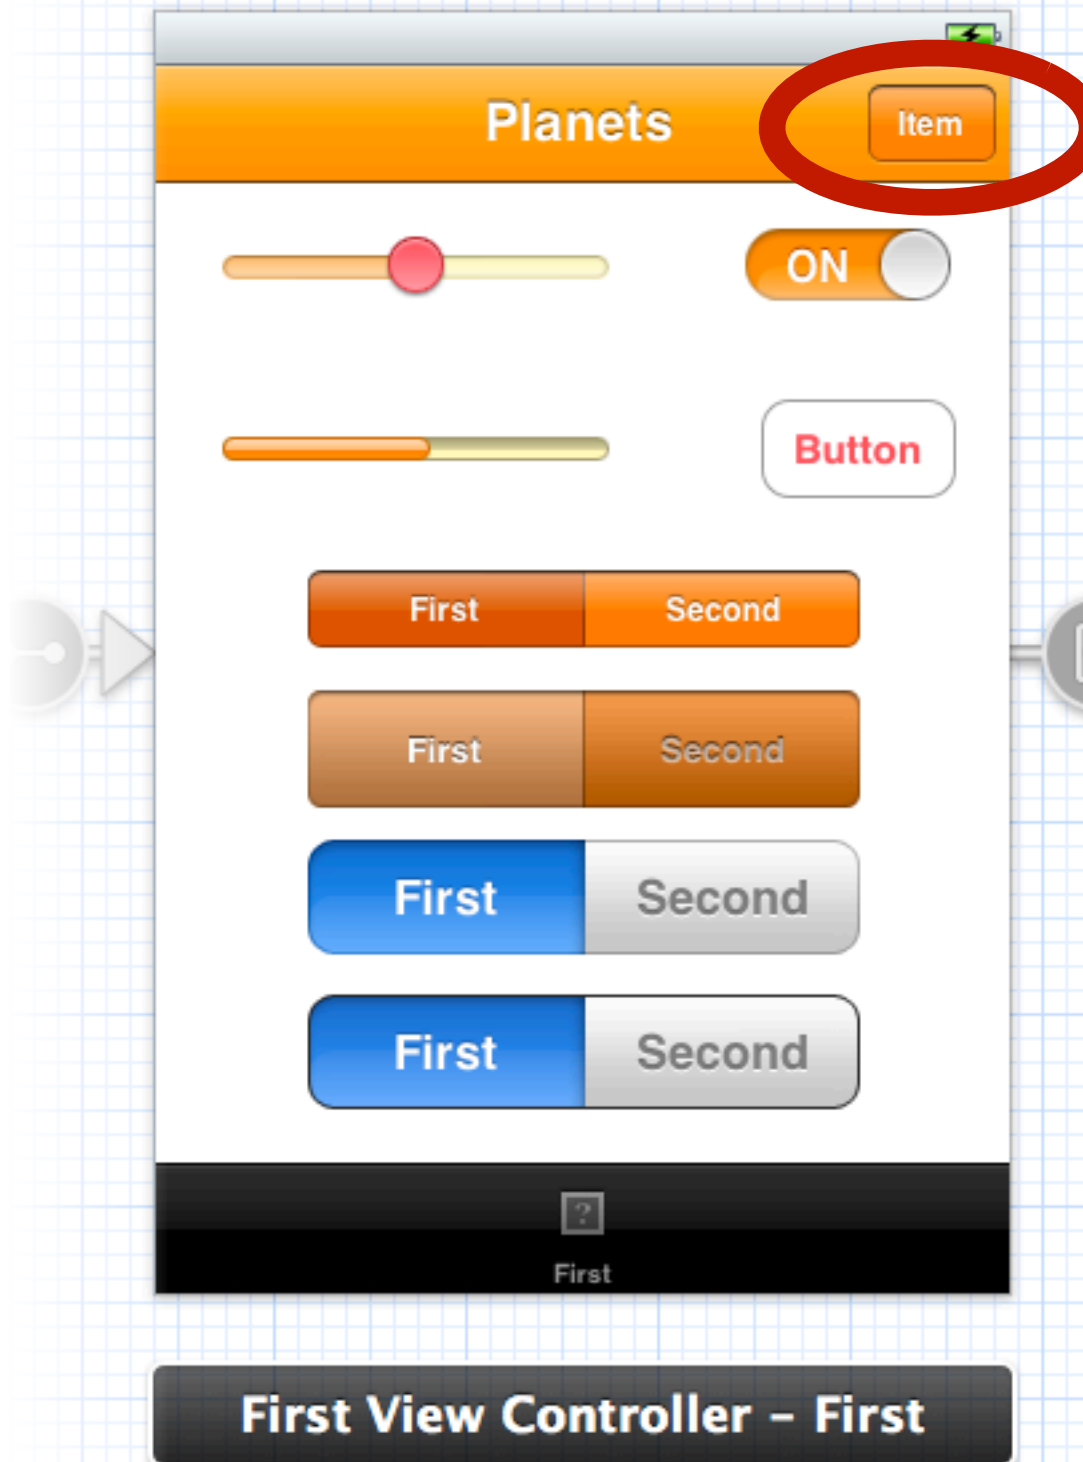 Planets Item
ON
Button
First Second
First Second
First Second
First Second
?
First
First View Controller – First